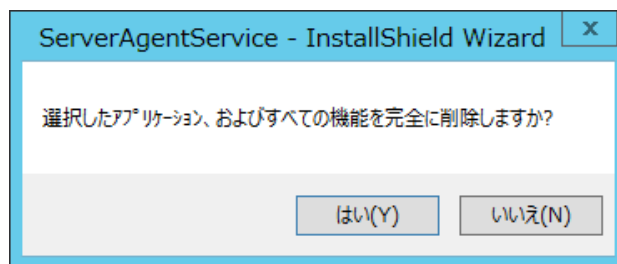 ServerAgentService - InstallShield Wizard x
選択したｱﾌﾟﾘｹｰｼｮﾝ、およびすべての機能を完全に削除しますか?
はい(Y) いいえ(N)